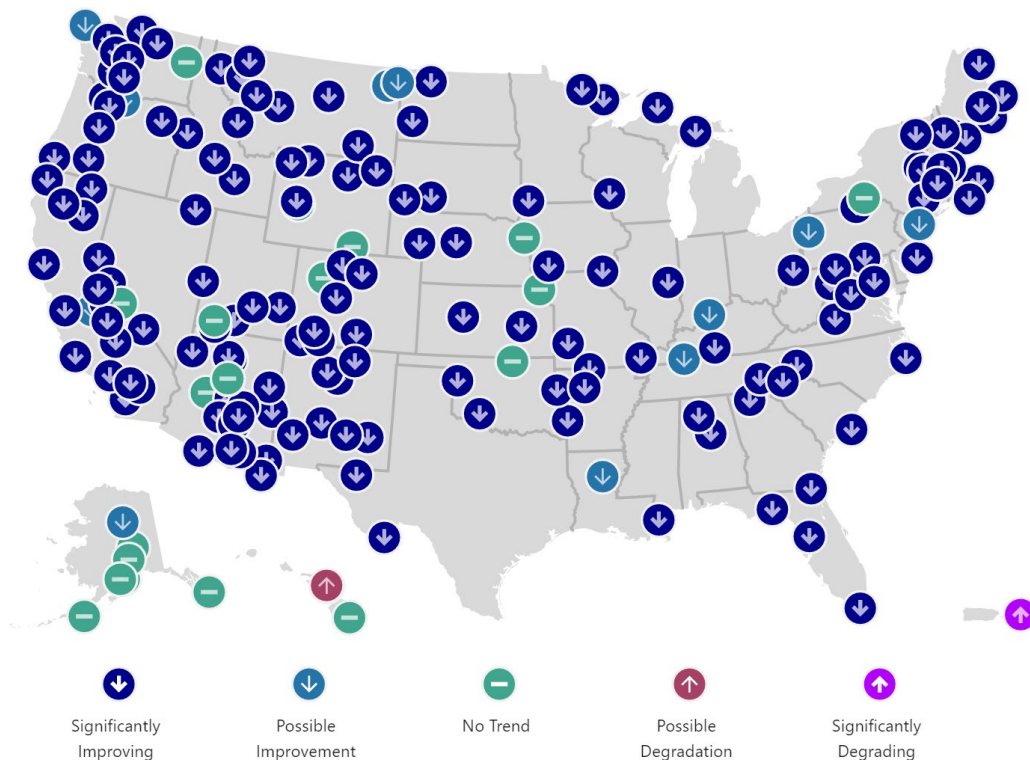 Significantly
Improving
Possible
Improvement
No Trend
Possible
Degradation
Significantly
Degrading